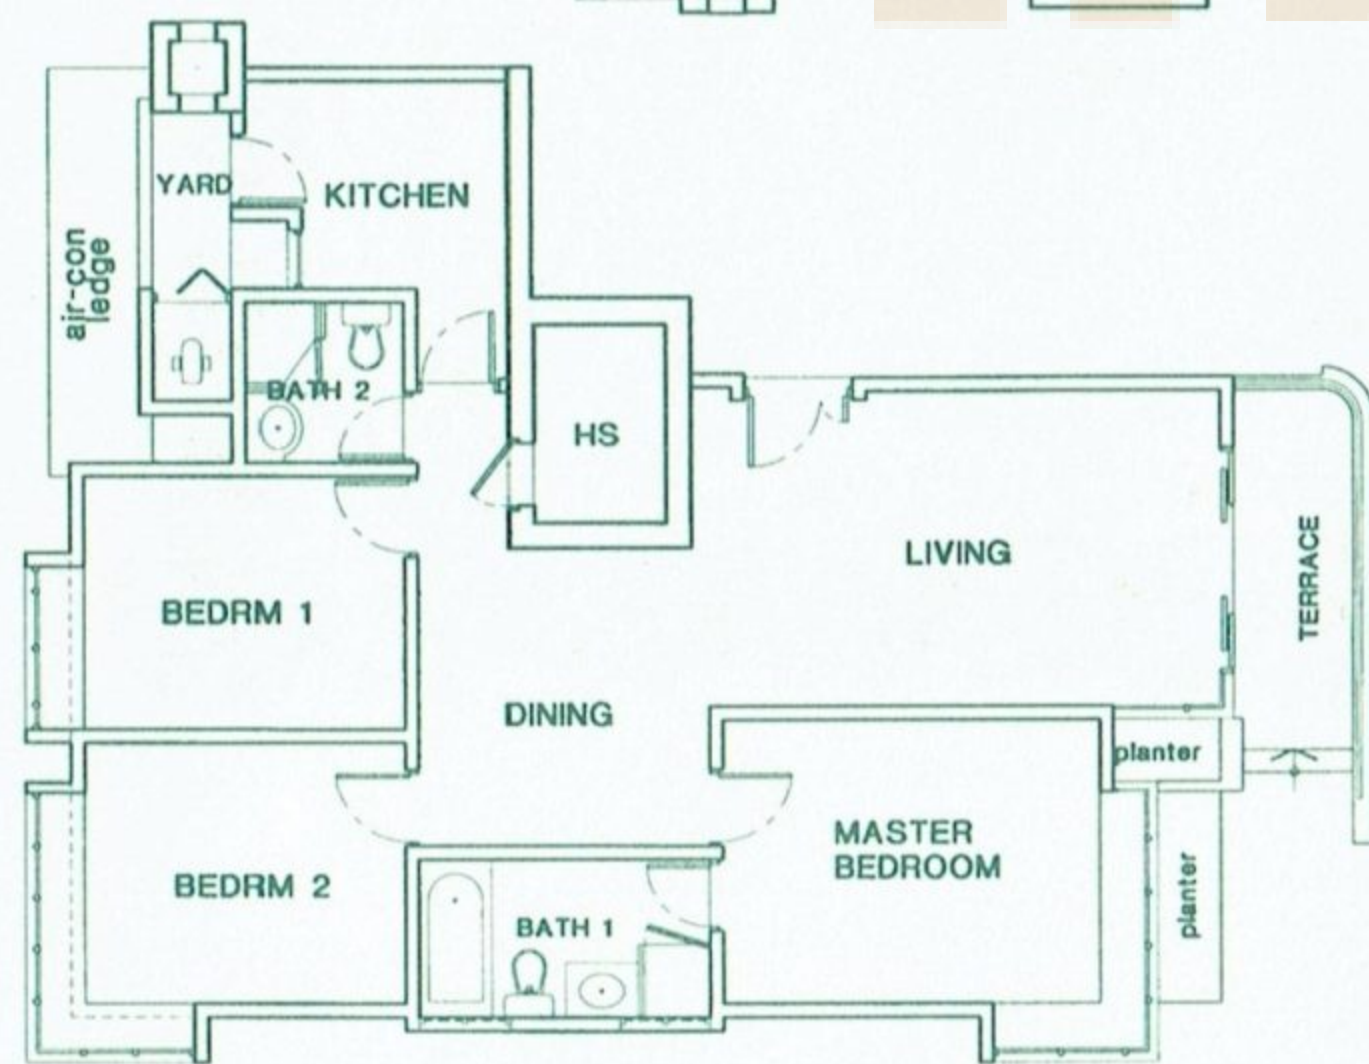 YARD
KITCHEN
air-con
ledge
BATH 2
HS
LIVING
TERRACE
BEDRM 1
DINING
planter
MASTER
BEDROOM
planter
BEDRM 2
BATH 1